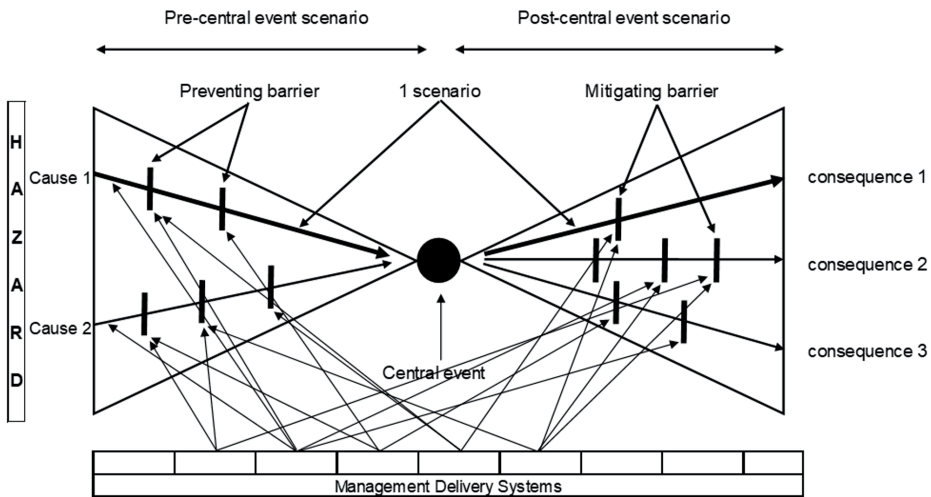 Pre-central event scenario
Post-central event scenario
Preventing barrier
1 scenario
Mitigating barrier
H
A
Z
A
R
D
Cause 1
consequence 1
consequence 2
Cause 2
consequence 3
Central event
Management Delivery Systems